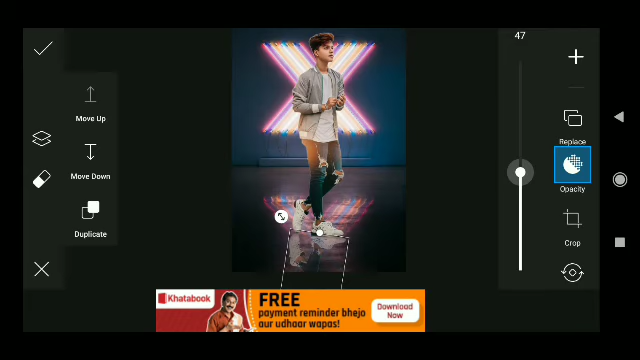 47
Move Up
Replace
Move Down
Opacity
Duplicate
Crop
Khatabook
FREE
payment reminder bhejo
aur udhaar wapas!
Download
Now